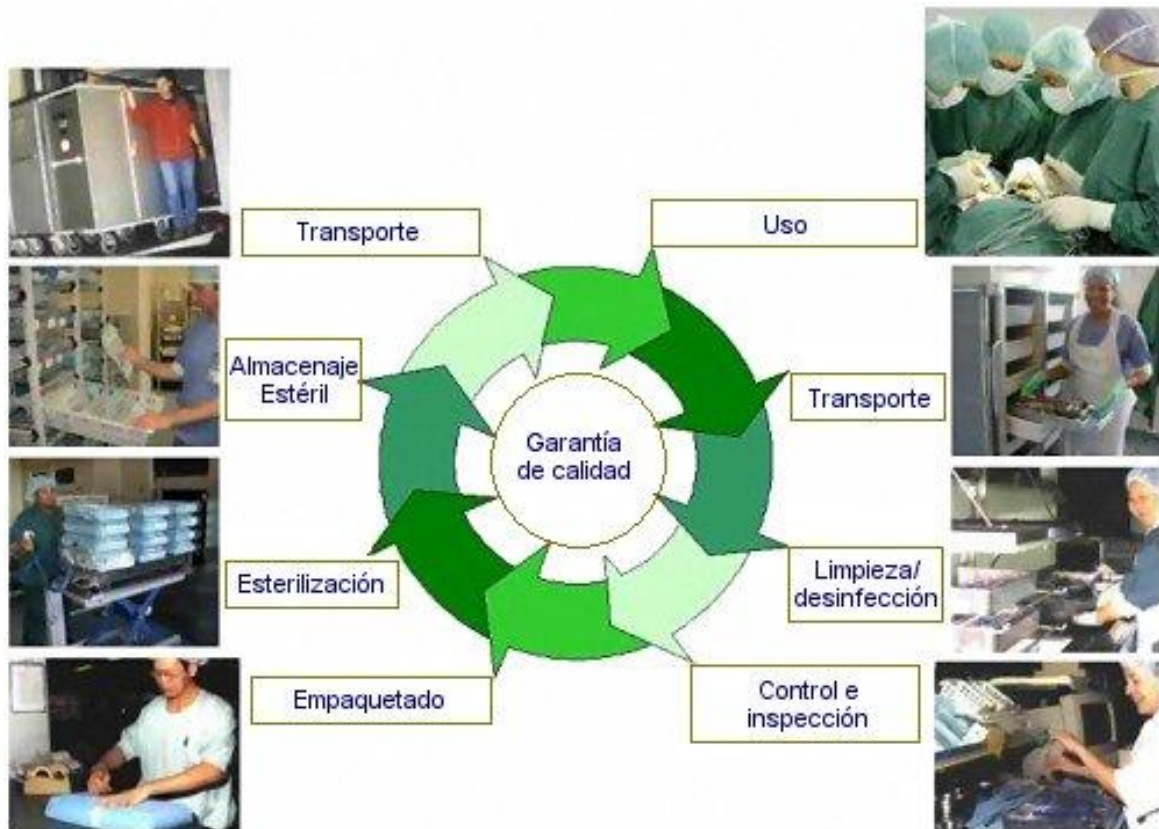 Transporte
Uso
Almacenaje
Estéril
Transporte
Garantía
de calidad
Esterilización
Limpieza/
desinfección
Empaquetado
Control e
inspección